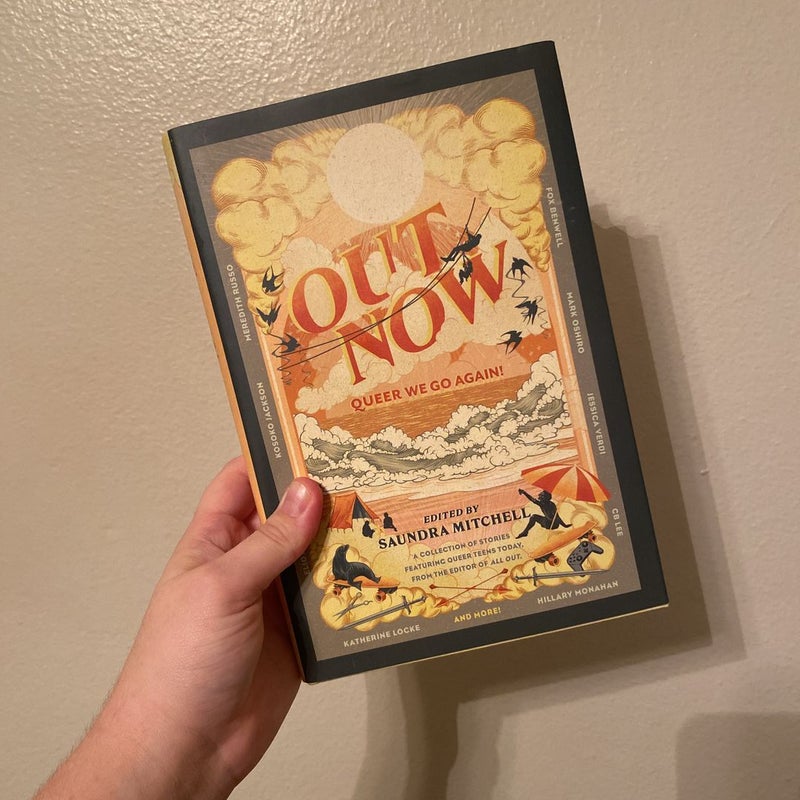 OUT
NOW
QUEER WE GO AGAIN!
EDITED BY
SAUNDRA MITCHELL
A COLLECTION OF STORIES
FEATURING QUEER TEENS TODAY,
FROM THE EDITOR OF ALL OUT.
MEREDITH RUSSO
KOSOKO JACKSON
KATHERINE LOCKE
AND MORE!
HILLARY MONAHAN
CB LEE
JESSICA VERDI
MARK OSHIRO
FOX BENWELL